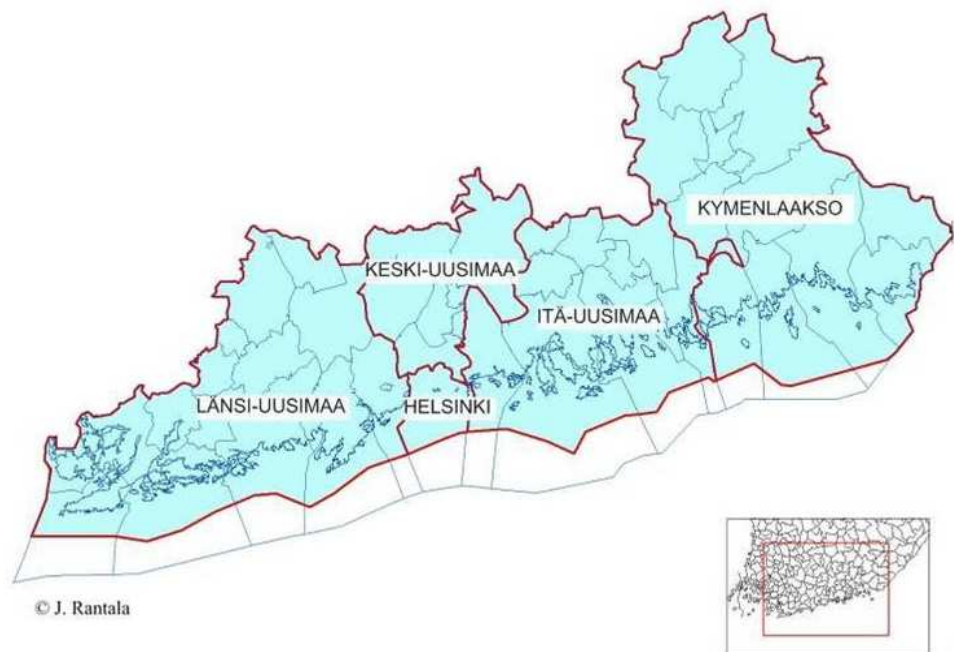 KYMENLAAKSO
KESKI-UUSIMAA
ITÄ-UUSIMAA
LÄNSI-UUSIMAA
HELSINKI
© J. Rantala